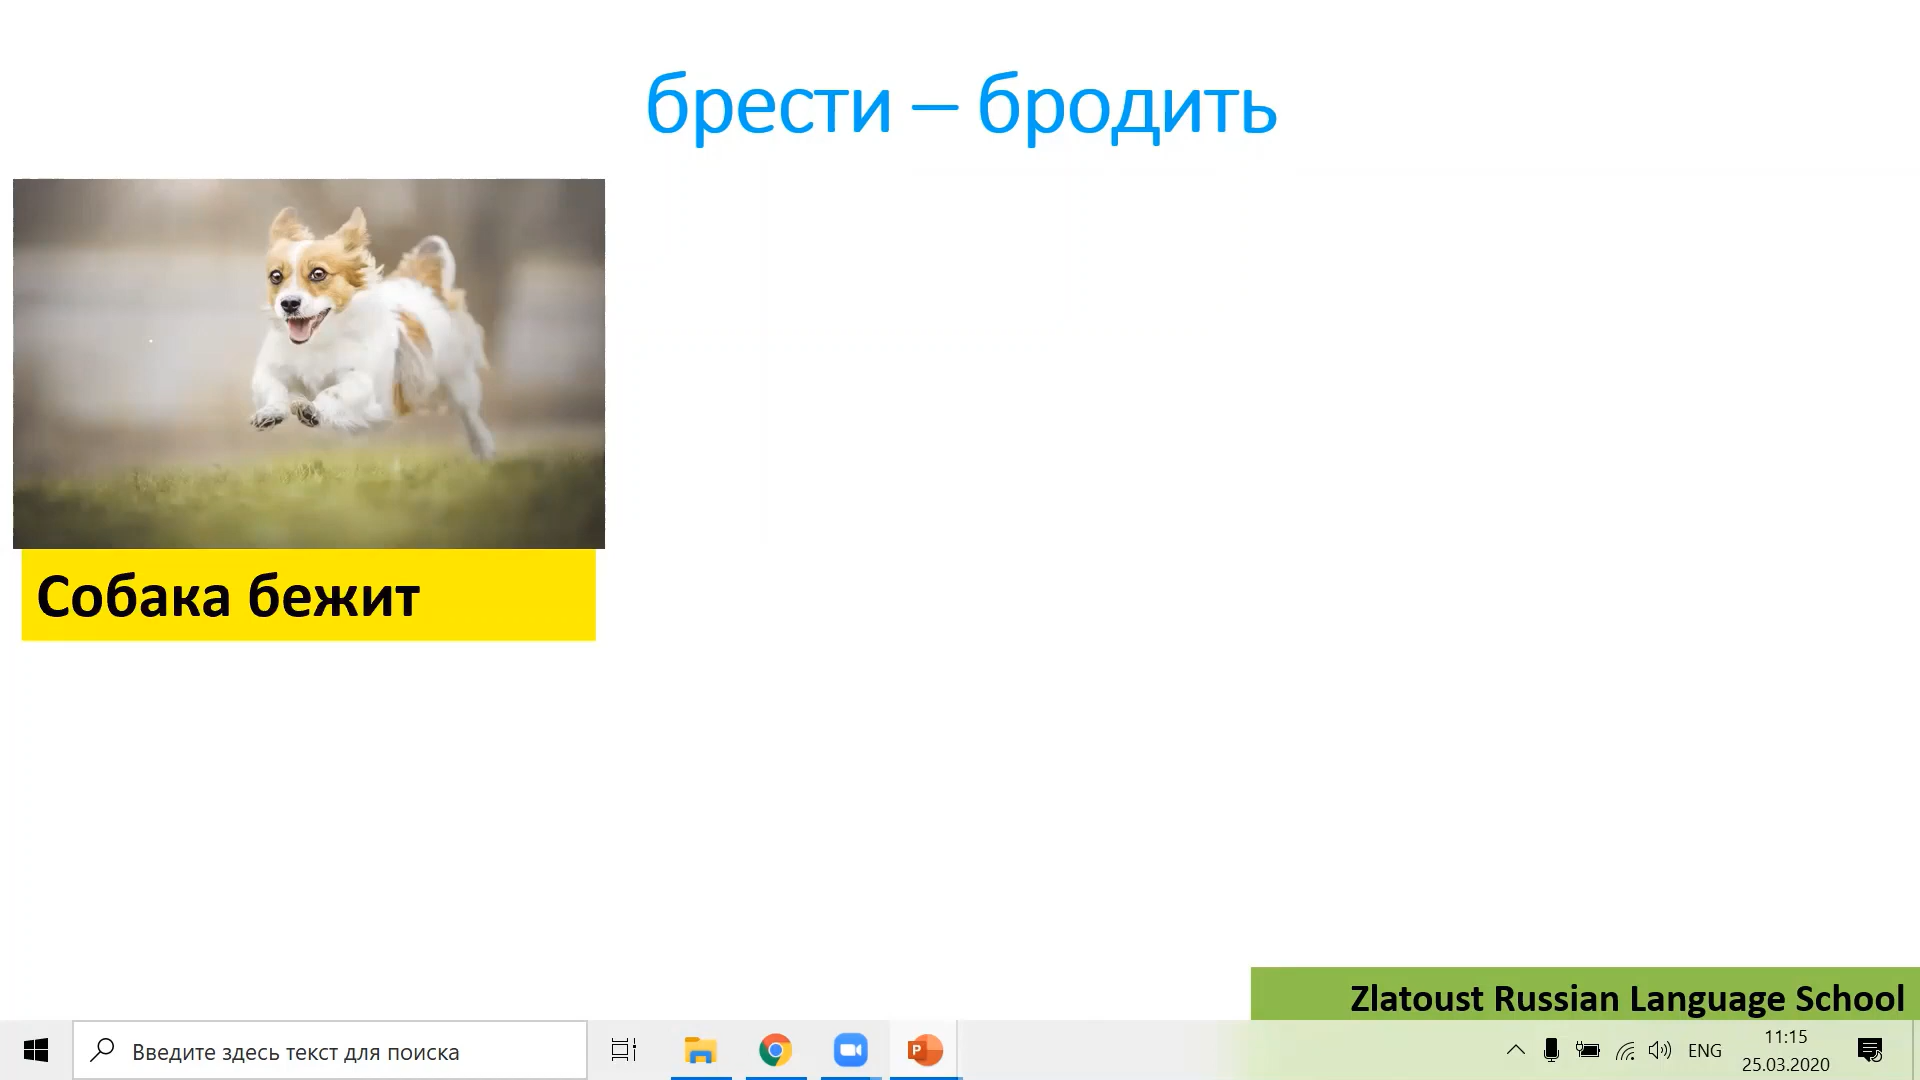 брести – бродить
Собака бежит
Zlatoust Russian Language School
Введите здесь текст для поиска
ENG
11:15
25.03.2020